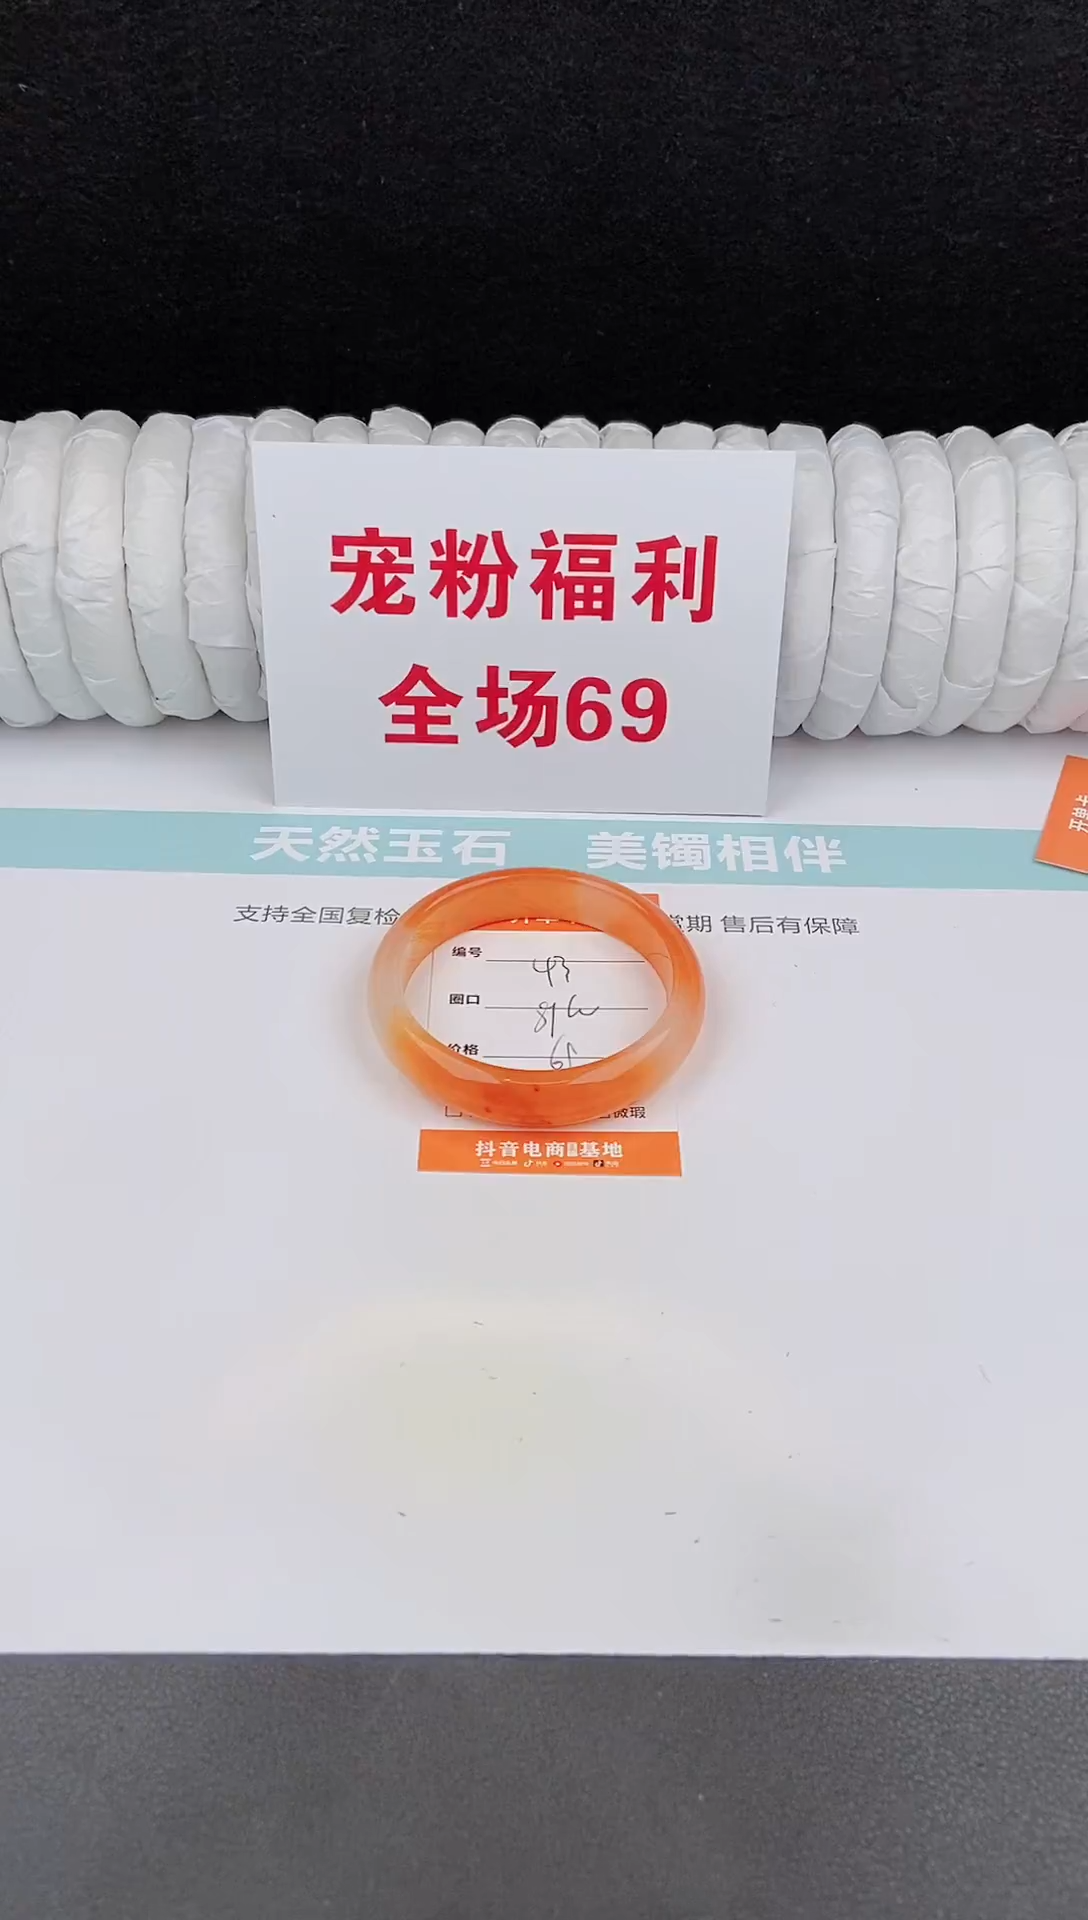 宠粉福利
全场69
天然玉石 美镯相伴
支持全国复检
期 售后有保障
编号
43
圈口
价格
微瑕
抖音电商
基地